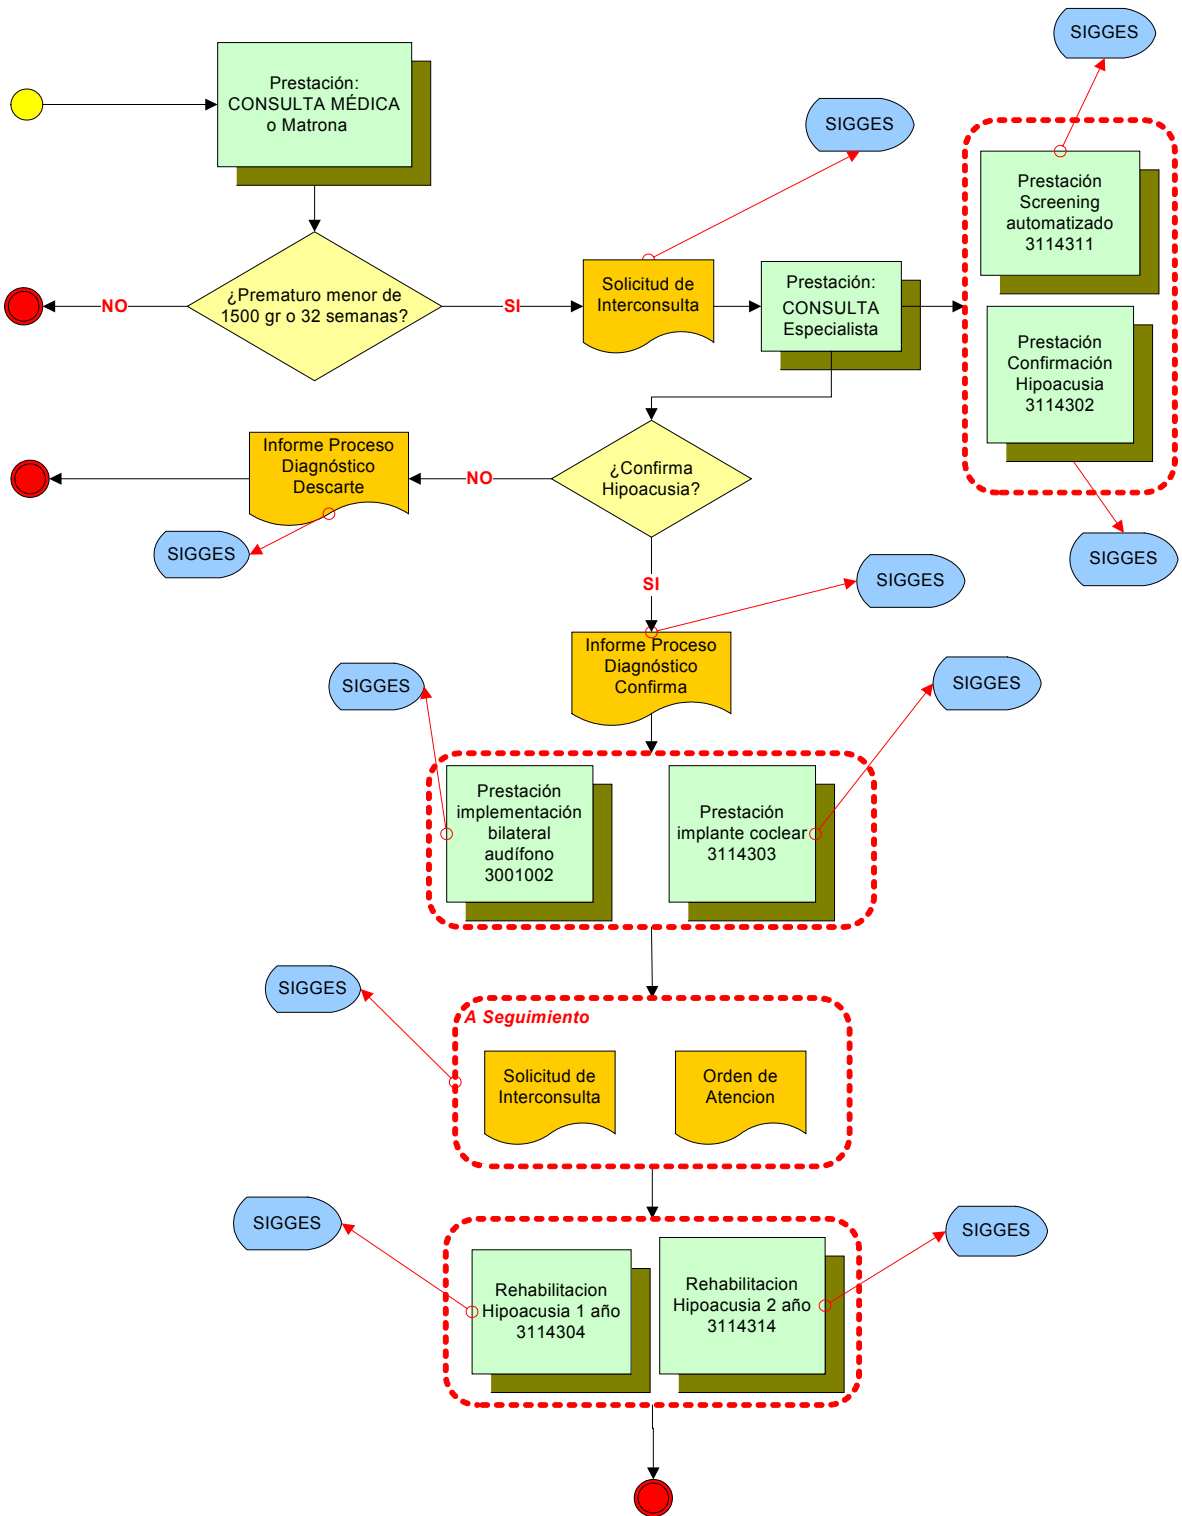 SIGGES
Prestación:
CONSULTA MÉDICA
o Matrona
SIGGES
Prestación
Screening
automatizado
3114311
¿Prematuro menor de
1500 gr o 32 semanas?
NO
SI
Solicitud de
Interconsulta
Prestación:
CONSULTA
Especialista
Prestación
Confirmación
Hipoacusia
3114302
Informe Proceso
Diagnóstico
Descarte
NO
¿Confirma
Hipoacusia?
SIGGES
SIGGES
SI
SIGGES
Informe Proceso
Diagnóstico
Confirma
SIGGES
SIGGES
Prestación
implementación
bilateral
audífono
3001002
Prestación
implante coclear
3114303
SIGGES
A Seguimiento
Solicitud de
Interconsulta
Orden de
Atencion
SIGGES
SIGGES
Rehabilitacion
Hipoacusia 1 año
3114304
Rehabilitacion
Hipoacusia 2 año
3114314